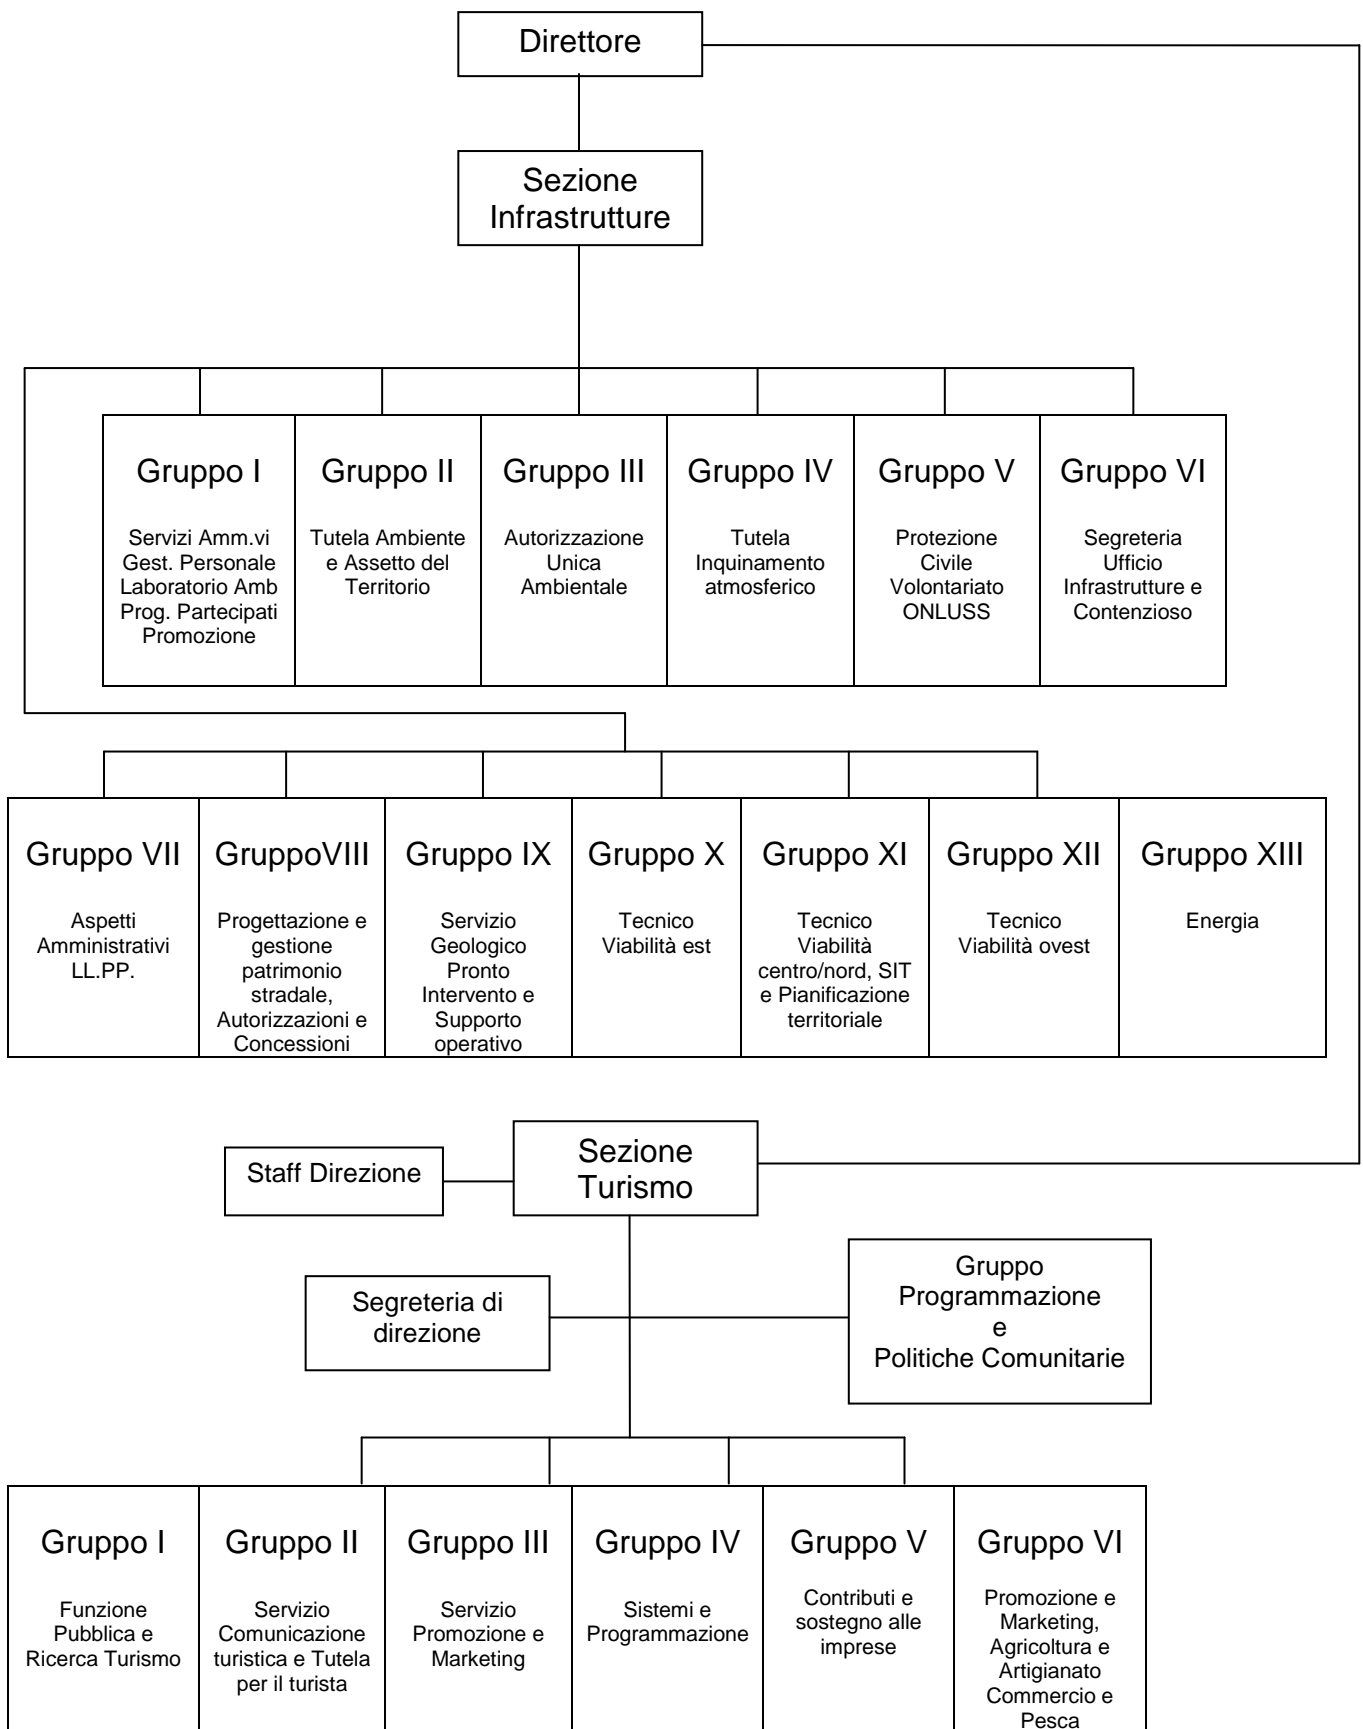 Direttore
Sezione
Infrastrutture
Gruppo I
Servizi Amm.vi
Gest. Personale
Laboratorio Amb
Prog. Partecipati
Promozione
Gruppo II
Tutela Ambiente
e Assetto del
Territorio
Gruppo III
Autorizzazione
Unica
Ambientale
Gruppo IV
Tutela
Inquinamento
atmosferico
Gruppo V
Protezione
Civile
Volontariato
ONLUSS
Gruppo VI
Segreteria
Ufficio
Infrastrutture e
Contenzioso
Gruppo VII
Aspetti
Amministrativi
LL.PP.
GruppoVIII
Progettazione e
gestione
patrimonio
stradale,
Autorizzazioni e
Concessioni
Gruppo IX
Servizio
Geologico
Pronto
Intervento e
Supporto
operativo
Gruppo X
Tecnico
Viabilità est
Gruppo XI
Tecnico
Viabilità
centro/nord, SIT
e Pianificazione
territoriale
Gruppo XII
Tecnico
Viabilità ovest
Gruppo XIII
Energia
Sezione
Turismo
Staff Direzione
Segreteria di
direzione
Gruppo
Programmazione
e
Politiche Comunitarie
Gruppo I
Funzione
Pubblica e
Ricerca Turismo
Gruppo II
Servizio
Comunicazione
turistica e Tutela
per il turista
Gruppo III
Servizio
Promozione e
Marketing
Gruppo IV
Sistemi e
Programmazione
Gruppo V
Contributi e
sostegno alle
imprese
Gruppo VI
Promozione e
Marketing,
Agricoltura e
Artigianato
Commercio e
Pesca